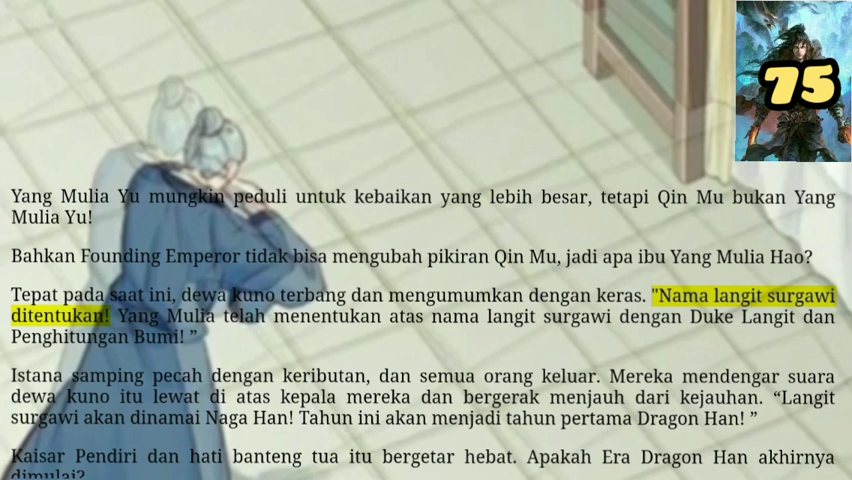 75
Yang Mulia Yu mungkin peduli untuk kebaikan yang lebih besar, tetapi Qin Mu bukan Yang
Mulia Yu!
Bahkan Founding Emperor tidak bisa mengubah pikiran Qin Mu, jadi apa ibu Yang Mulia Hao?
Tepat pada saat ini, dewa kuno terbang dan mengumumkan dengan keras. "Nama langit surgawi
ditentukan! Yang Mulia telah menentukan atas nama langit surgawi dengan Duke Langit dan
Penghitungan Bumi! ”
Istana samping pecah dengan keributan, dan semua orang keluar. Mereka mendengar suara
dewa kuno itu lewat di atas kepala mereka dan bergerak menjauh dari kejauhan. “Langit
surgawi akan dinamai Naga Han! Tahun ini akan menjadi tahun pertama Dragon Han! ”
Kaisar Pendiri dan hati banteng tua itu bergetar hebat. Apakah Era Dragon Han akhirnya
dimulai?